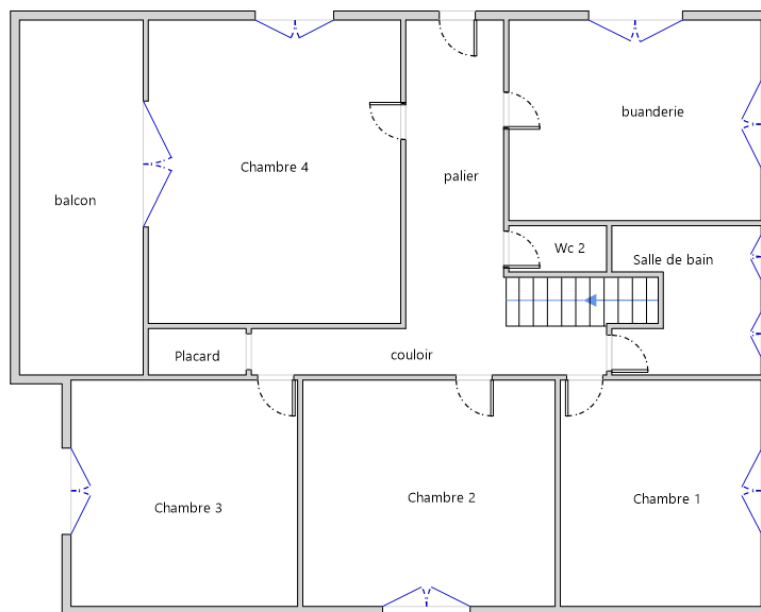 buanderie
Chambre 4
palier
balcon
Wc 2
Salle de bain
Placard
couloir
Chambre 3
Chambre 2
Chambre 1